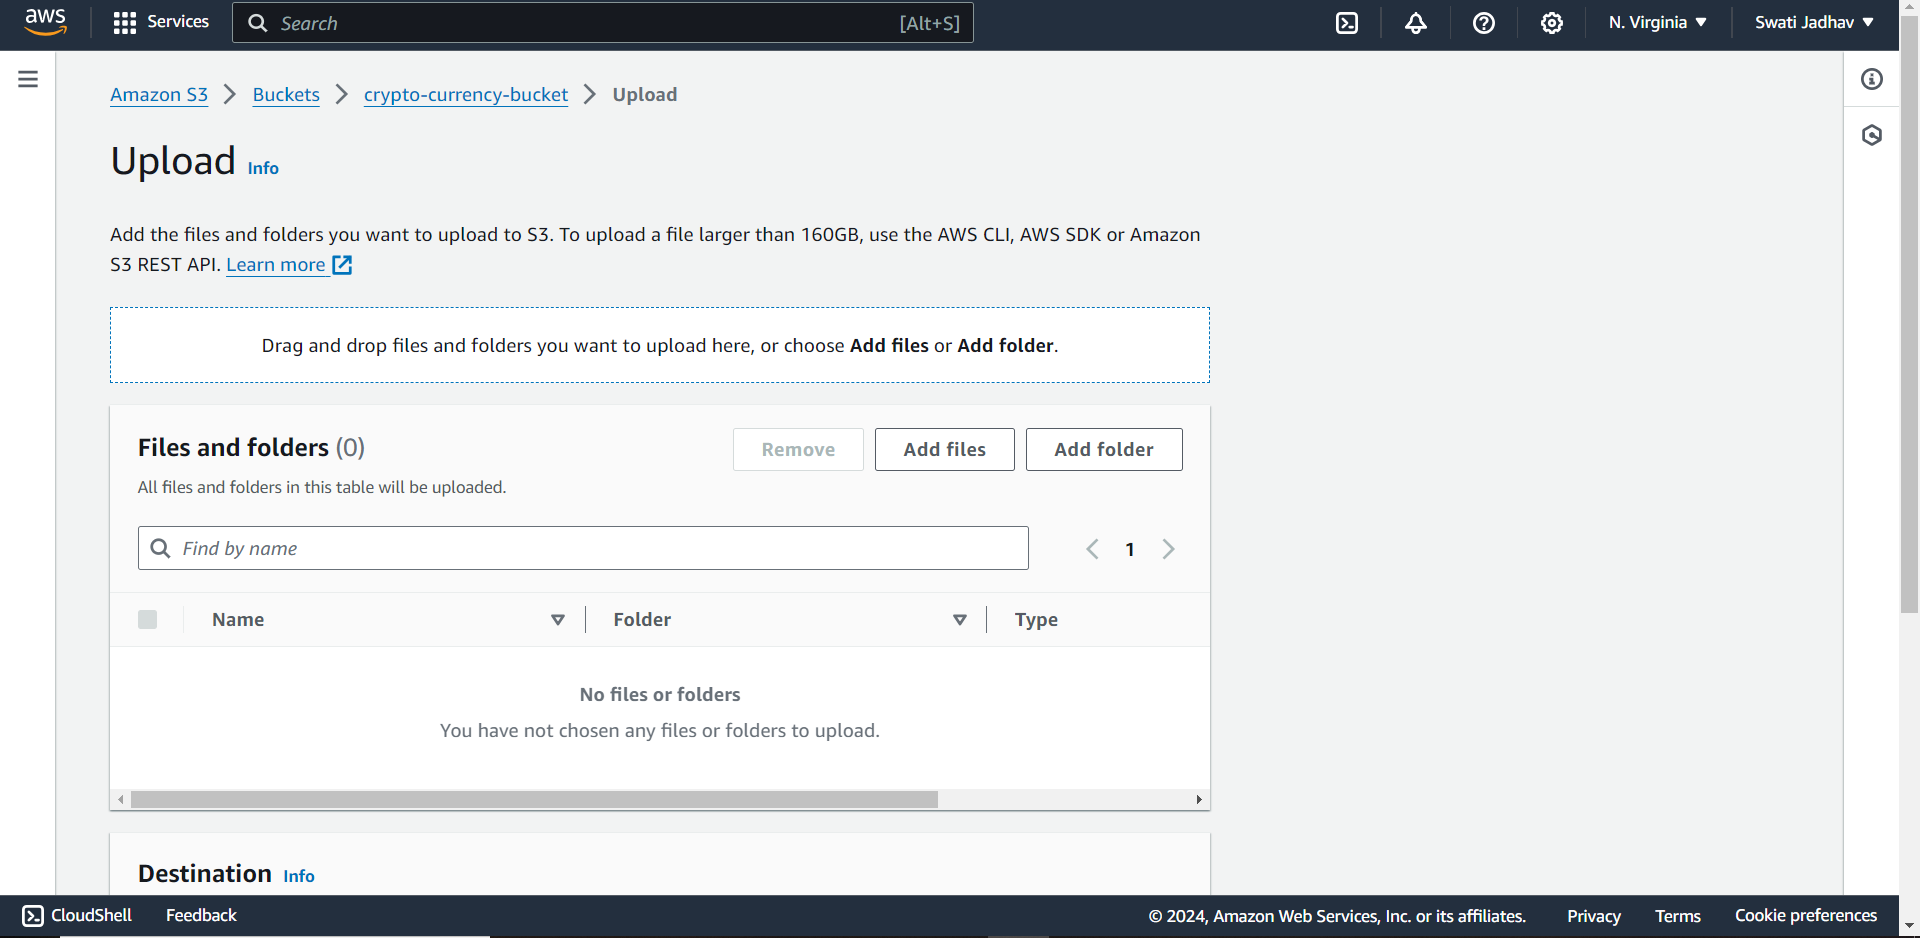 aws
Services
Search
[Alt+S]
N. Virginia
Swati Jadhav
Amazon S3 > Buckets > crypto-currency-bucket > Upload
Upload Info
Add the files and folders you want to upload to S3. To upload a file larger than 160GB, use the AWS CLI, AWS SDK or Amazon
S3 REST API. Learn more
Drag and drop files and folders you want to upload here, or choose Add files or Add folder.
Files and folders (0)
Remove
Add files
Add folder
All files and folders in this table will be uploaded.
Find by name
1
Name
Folder
Type
No files or folders
You have not chosen any files or folders to upload.
Destination Info
CloudShell
Feedback
© 2024, Amazon Web Services, Inc. or its affiliates.
Privacy
Terms
Cookie preferences